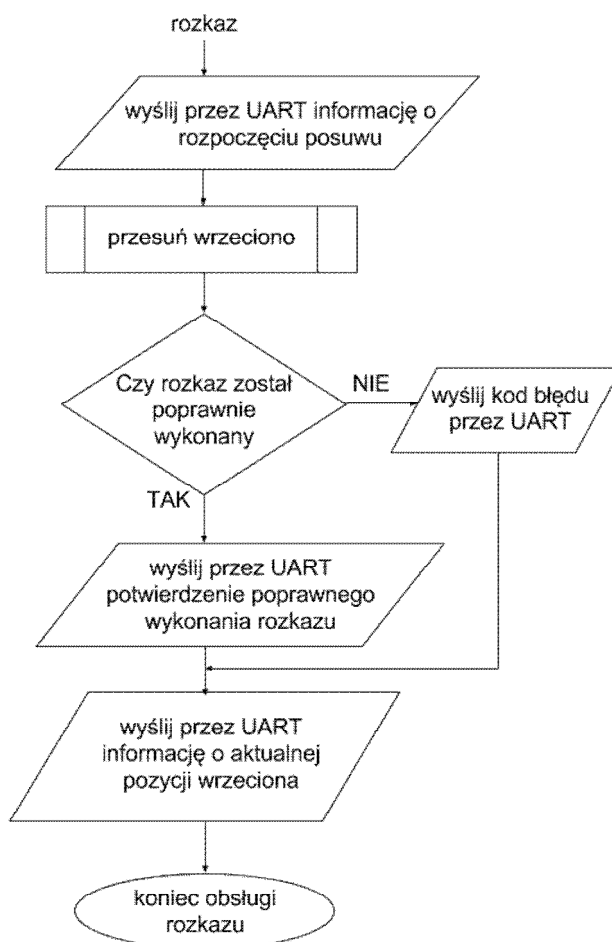 rozkaz
wyślij przez UART informację o
rozpoczęciu posuwu
przesuń wrzeciono
Czy rozkaz został
poprawnie
wykonany
NIE
wyślij kod błędu
przez UART
TAK
wyślij przez UART
potwierdzenie poprawnego
wykonania rozkazu
wyślij przez UART
informację o aktualnej
pozycji wrzeciona
koniec obsługi
rozkazu